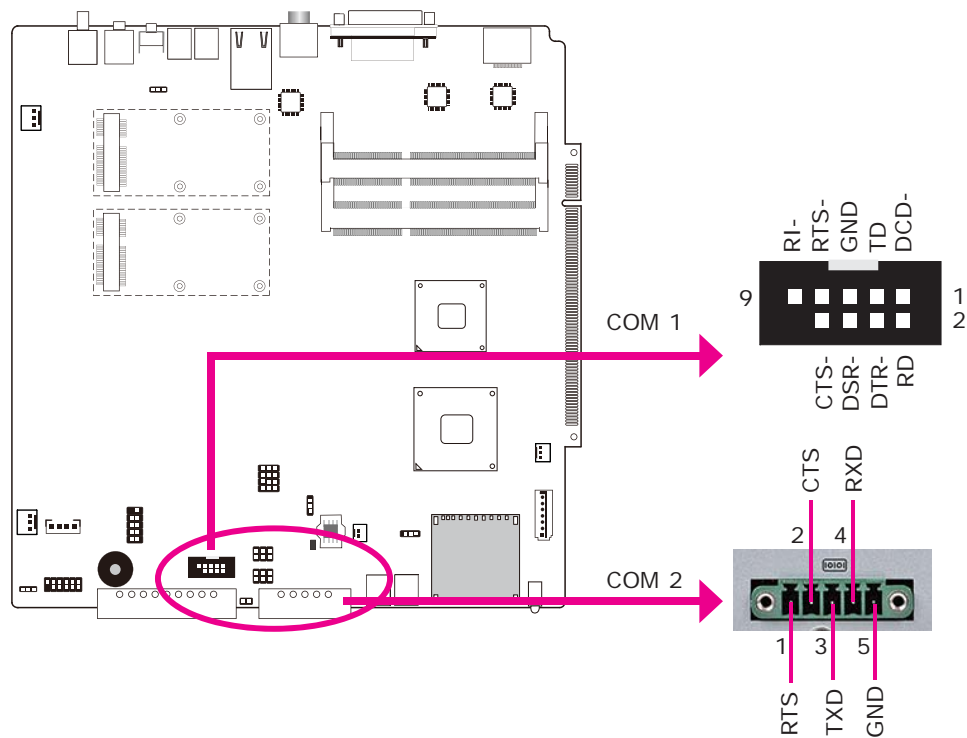 RI-
RTS-
GND
TD
DCD-
9
1
2
COM 1
CTS-
DSR-
DTR-
RD
CTS
RXD
2
4
IOIOI
COM 2
1
3
5
RTS
TXD
GND